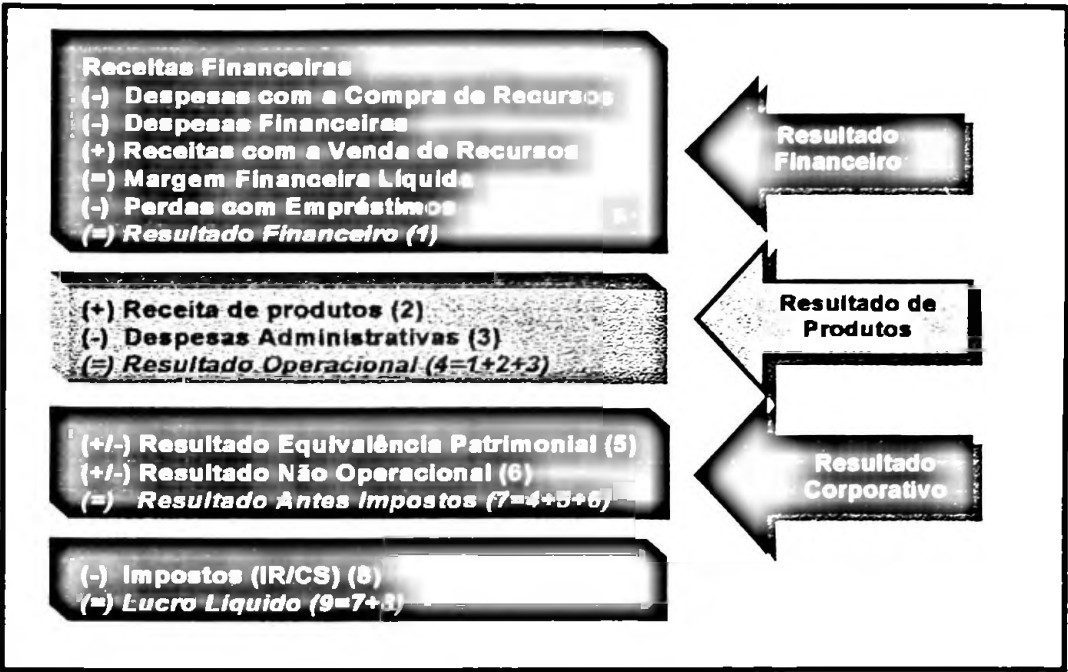 Receitas Financeiras
(-) Despesas com a Compra de Recursos
(-) Despesas Financeiras
(+) Receitas com a Venda de Recursos
(=) Margem Financeira Líquida
(-) Perdas com Empréstimos
(=) Resultado Financeiro (1)
Resultado
Financeiro
(+) Receita de produtos (2)
(-) Despesas Administrativas (3)
(=) Resultado Operacional (4=1+2+3)
Resultado de
Produtos
(+/-) Resultado Equivalência Patrimonial (5)
(+/-) Resultado Não Operacional (6)
(=) Resultado Antes Impostos (7=4+5+6)
Resultado
Corporativo
(-) Impostos (IR/CS) (8)
(=) Lucro Líquido (9=7+8)